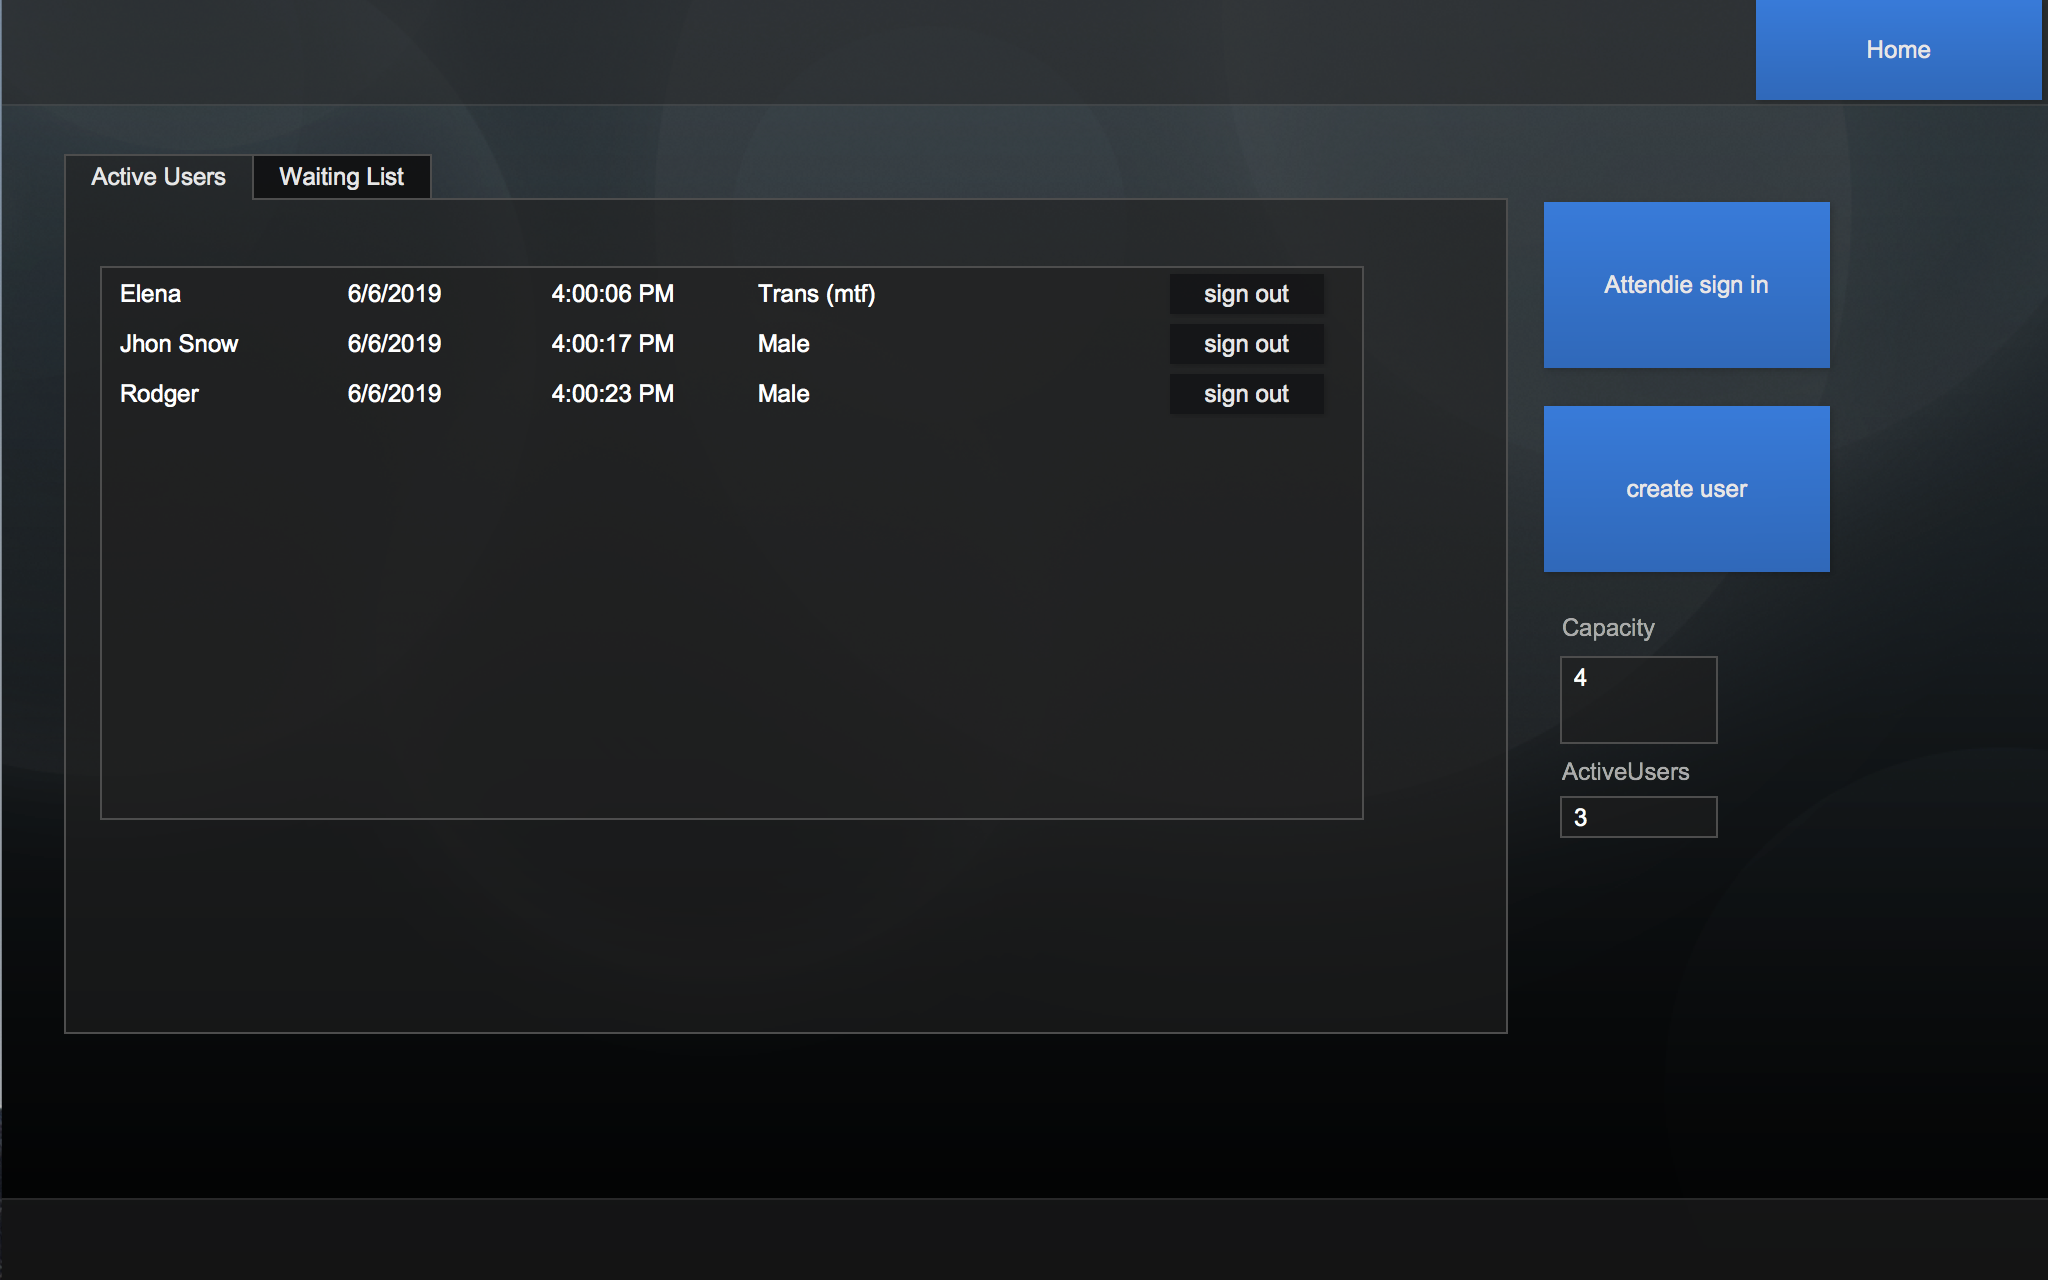 Home
Active Users Waiting List
Elena 6/6/2019 4:00:06 PM Trans (mtf) sign out
Jhon Snow 6/6/2019 4:00:17 PM Male sign out
Rodger 6/6/2019 4:00:23 PM Male sign out
Attendie sign in
create user
Capacity
4
ActiveUsers
3